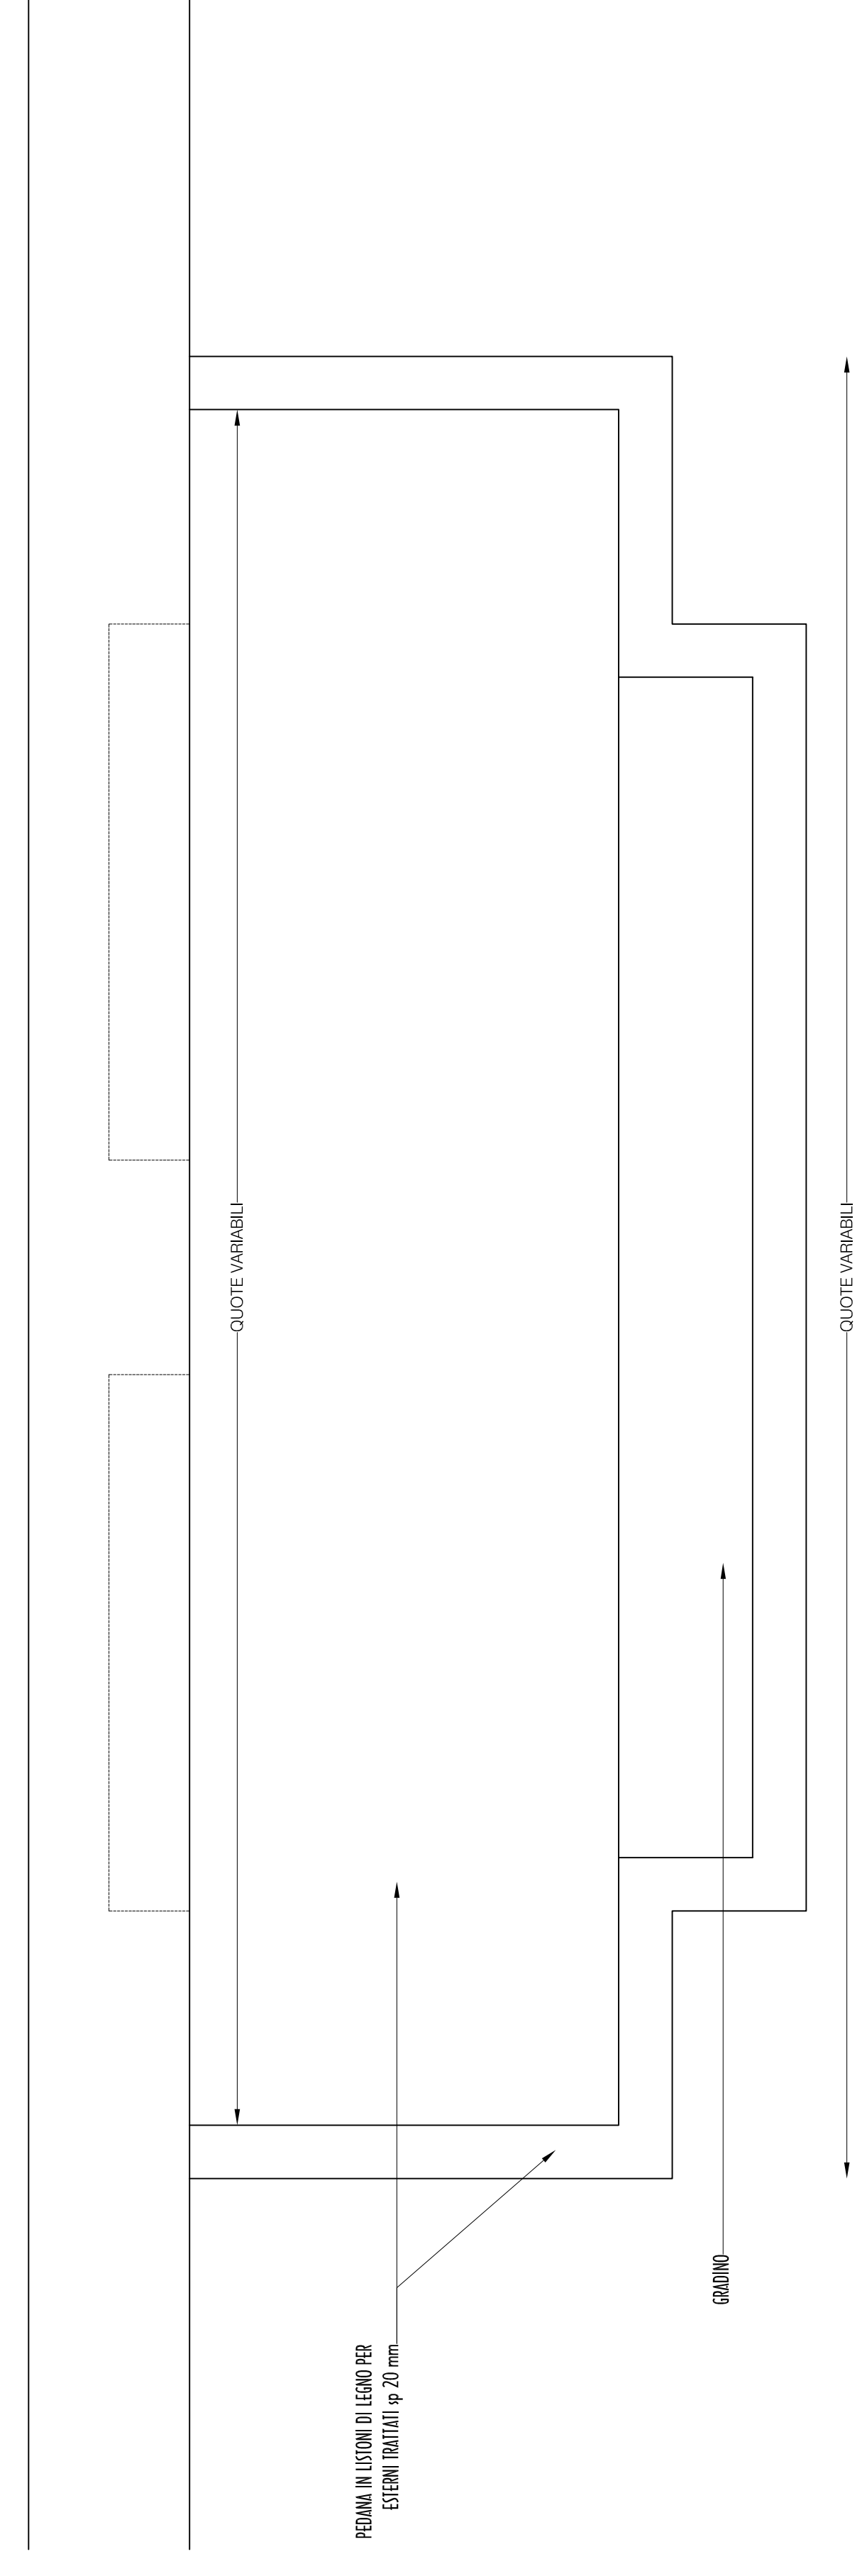 QUOTE VARIABILI
QUOTE VARIABILI
PEDANA IN LISTONI DI LEGNO PER
ESTERNI TRATTATI sp 20 mm
GRADINO